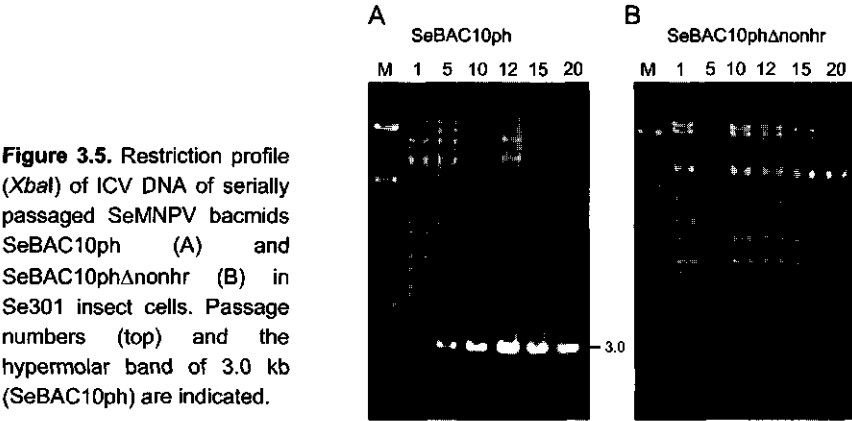 A
SeBAC10ph
M 1 5 10 12 15 20
3.0
B
SeBAC10phΔnonhr
M 1 5 10 12 15 20
Figure 3.5. Restriction profile
(XbaI) of ICV DNA of serially
passaged SeMNPV bacmids
SeBAC10ph (A) and
SeBAC10phΔnonhr (B) in
Se301 insect cells. Passage
numbers (top) and the
hypermolar band of 3.0 kb
(SeBAC10ph) are indicated.